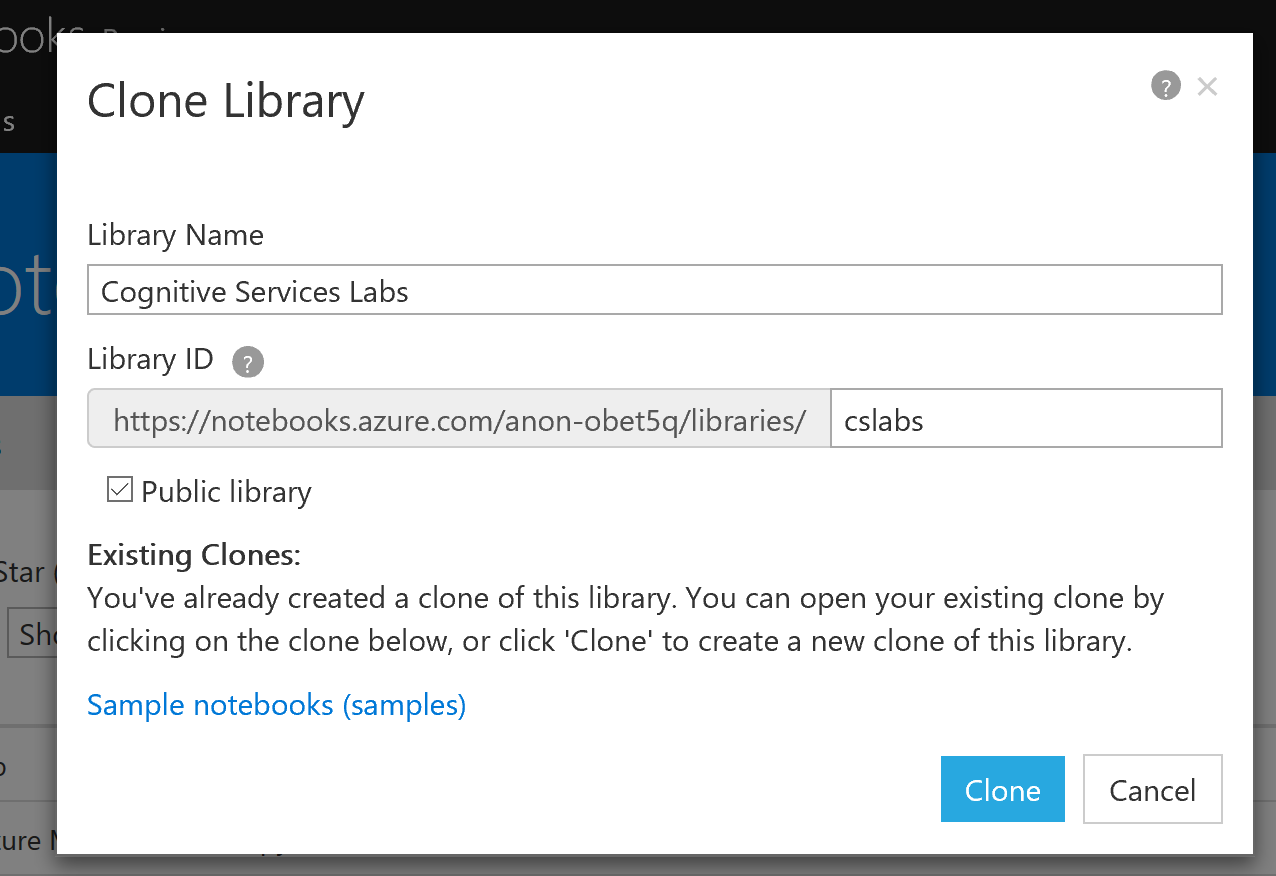 s
Clone Library
?
Library Name
Cognitive Services Labs
Library ID ?
https://notebooks.azure.com/anon-obet5q/libraries/ cslabs
Public library
Existing Clones:
Star
You've already created a clone of this library. You can open your existing clone by
clicking on the clone below, or click 'Clone' to create a new clone of this library.
Sample notebooks (samples)
Clone Cancel